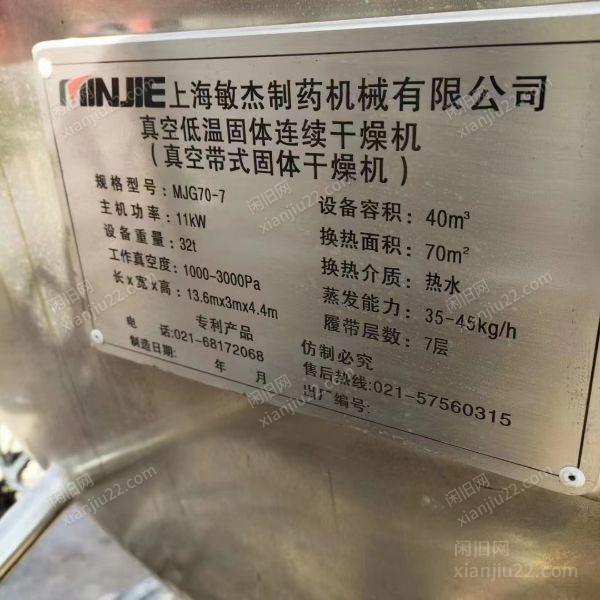 MINJIE 上海敏杰制药机械有限公司
真空低温固体连续干燥机
(真空带式固体干燥机)
规格型号: MJG70-7
主机功率: 11kW
设备重量: 32t
工作真空度: 1000-3000Pa
长x宽x高: 13.6mx3mx4.4m
专利产品
电 话:021-68172068
制造日期: 年 月
设备容积: 40m³
换热面积: 70m²
换热介质: 热水
蒸发能力: 35-45kg/h
履带层数: 7层
仿制必究
售后热线:021-57560315
出厂编号:
闲旧网
xianjiu22.com